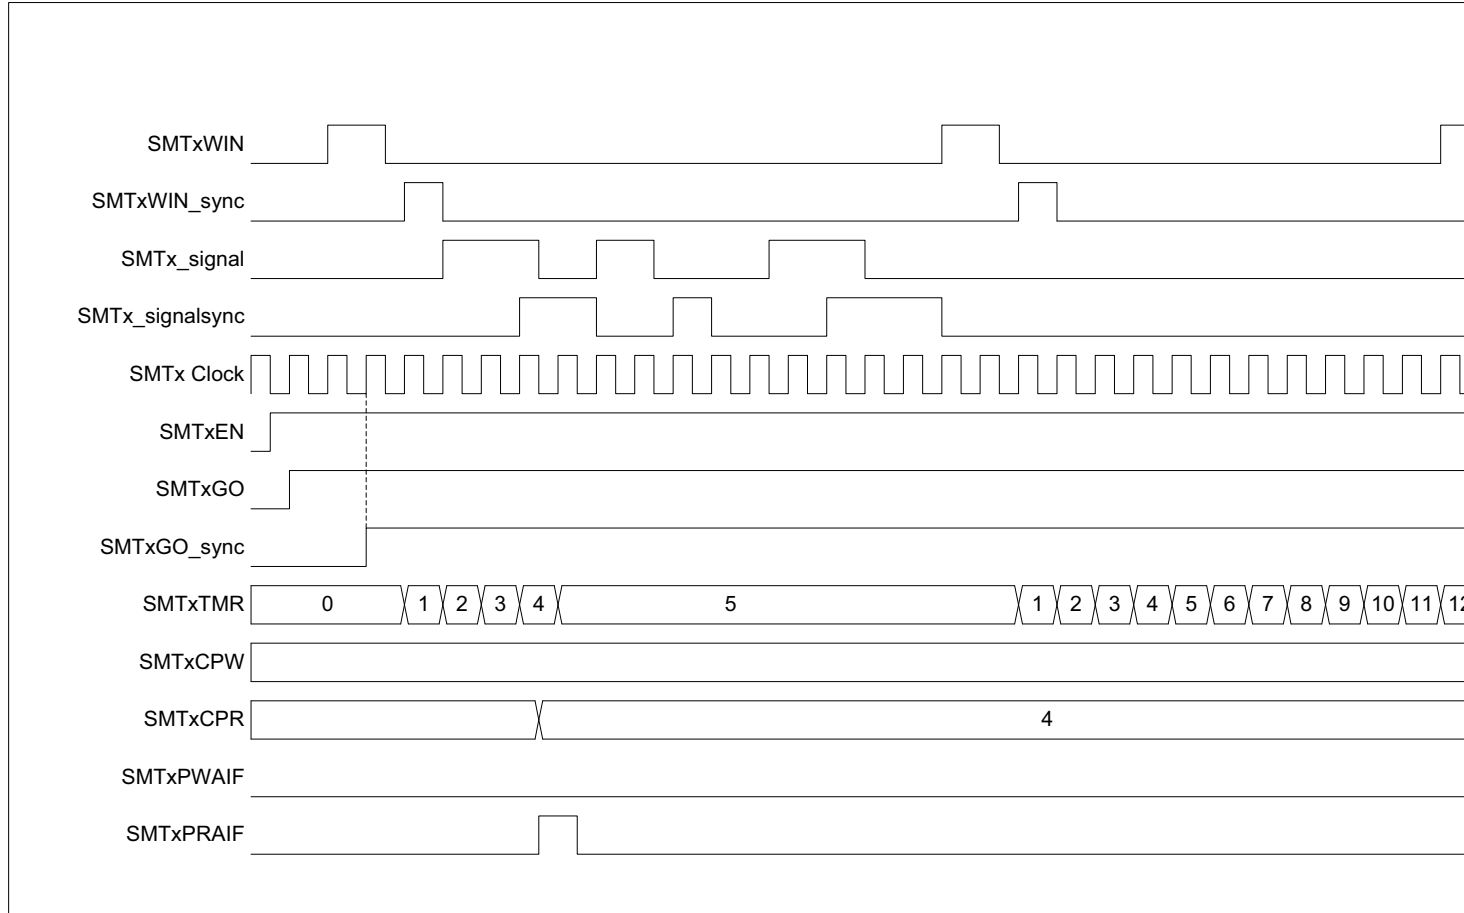 SMTxWIN
SMTxWIN_sync
SMTx_signal
SMTx_signalsync
SMTx Clock
SMTxEN
SMTxGO
SMTxGO_sync
SMTxTMR 0 1 2 3 4 5 1 2 3 4 5 6 7 8 9 10 11 12
SMTxCPW
SMTxCPR 4
SMTxPWAIF
SMTxPRAIF